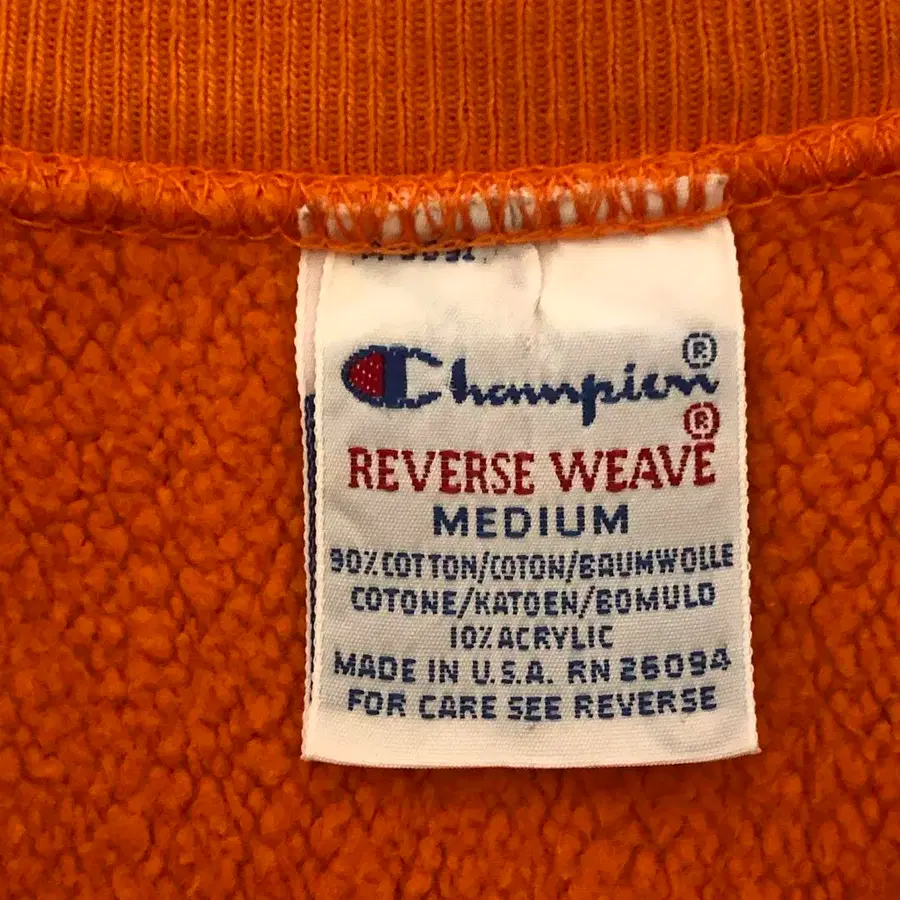 Champion®
REVERSE WEAVE®
MEDIUM
90% COTTON/COTON/BAUMWOLLE
COTONE/KATOEN/BOMULD
10% ACRYLIC
MADE IN U.S.A. RN 26094
FOR CARE SEE REVERSE